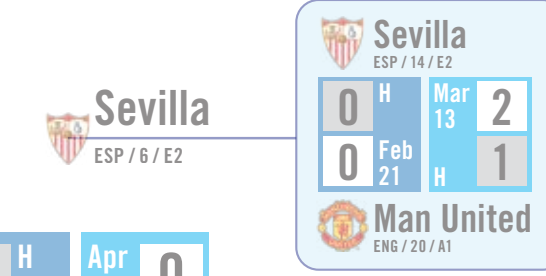 Sevilla
ESP / 14 / E2
0 H Mar 13 2
0 Feb 21 H 1
Man United
ENG / 20 / A1
Sevilla
ESP / 6 / E2
H Apr